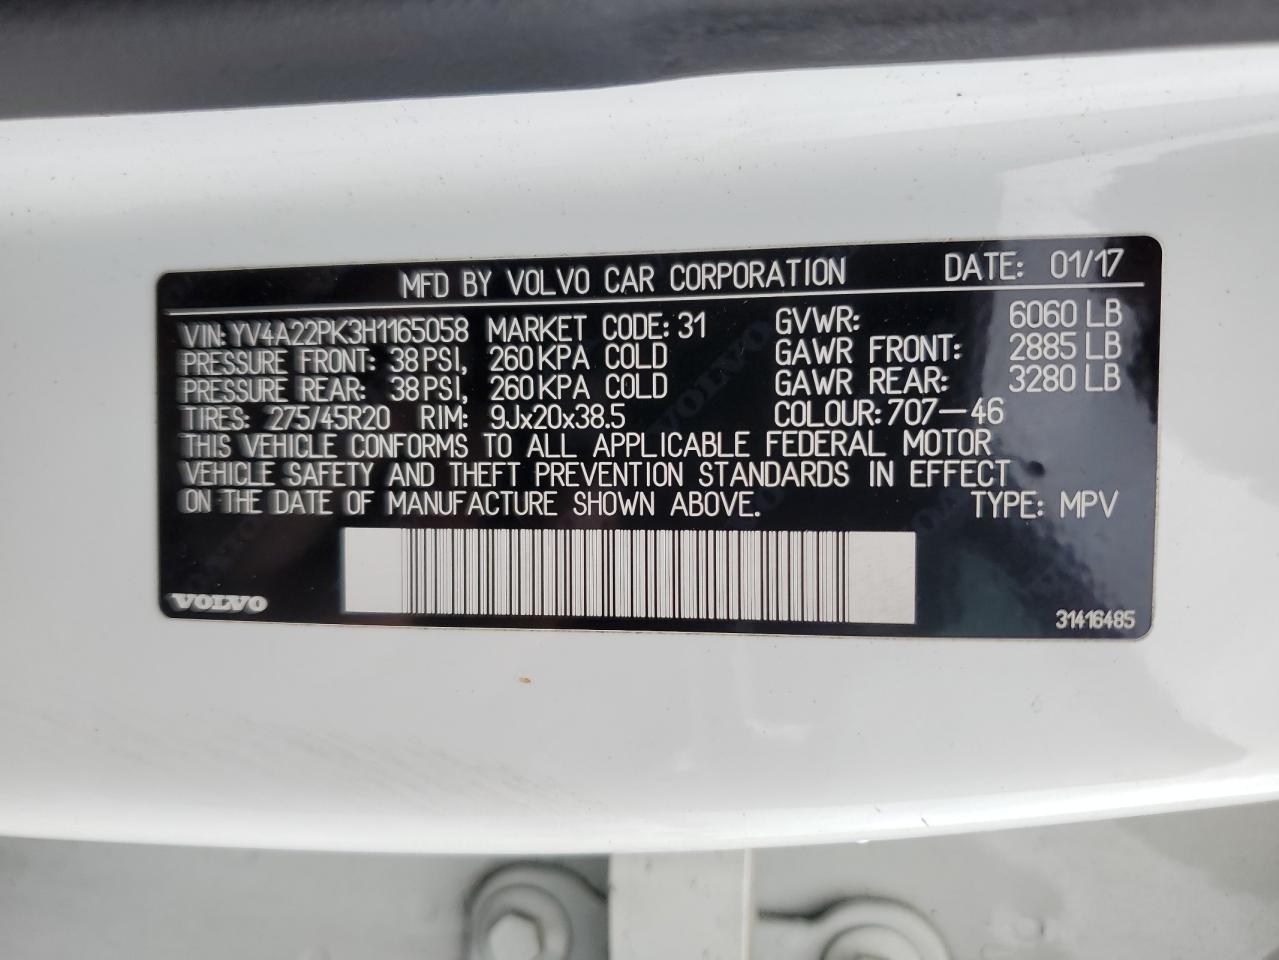 MFD BY VOLVO CAR CORPORATION DATE: 01/17
VIN: YV4A22PK3H1165058 MARKET CODE: 31 GVWR: 6060 LB
PRESSURE FRONT: 38 PSI, 260 KPA COLD GAWR FRONT: 2885 LB
PRESSURE REAR: 38 PSI, 260 KPA COLD GAWR REAR: 3280 LB
TIRES: 275/45R20 RIM: 9Jx20x38.5 COLOUR: 707-46
THIS VEHICLE CONFORMS TO ALL APPLICABLE FEDERAL MOTOR
VEHICLE SAFETY AND THEFT PREVENTION STANDARDS IN EFFECT
ON THE DATE OF MANUFACTURE SHOWN ABOVE. TYPE: MPV
VOLVO 31416485